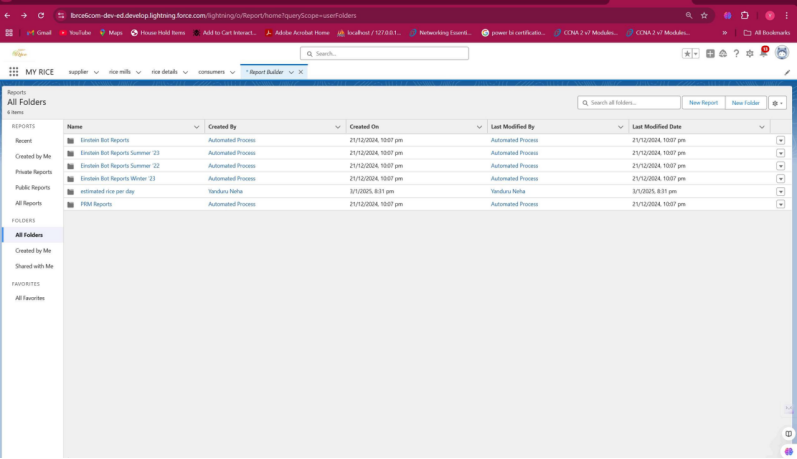 lbrce6com-dev-ed.develop.lightning.force.com/lightning/o/Report/home?queryScope=userFolders
Gmail YouTube Maps House Hold Items Add to Cart Interact... Adobe Acrobat Home localhost / 127.0.0.1... Networking Essenti... power bi certificatio... CCNA 2 v7 Modules... CCNA 2 v7 Modules... » All Bookmarks
Search...
MY RICE supplier rice mills rice details consumers * Report Builder
Reports
All Folders
6 items
Search all folders...
New Report New Folder
REPORTS Name Created By Created On Last Modified By Last Modified Date
Recent
Created by Me
Private Reports
Public Reports
All Reports
FOLDERS
All Folders
Created by Me
Shared with Me
FAVORITES
All Favorites
Einstein Bot Reports Automated Process 21/12/2024, 10:07 pm Automated Process 21/12/2024, 10:07 pm
Einstein Bot Reports Summer '23 Automated Process 21/12/2024, 10:07 pm Automated Process 21/12/2024, 10:07 pm
Einstein Bot Reports Summer '22 Automated Process 21/12/2024, 10:07 pm Automated Process 21/12/2024, 10:07 pm
Einstein Bot Reports Winter '23 Automated Process 21/12/2024, 10:07 pm Automated Process 21/12/2024, 10:07 pm
estimated rice per day Yanduru Neha 3/1/2025, 8:31 pm Yanduru Neha 3/1/2025, 8:31 pm
PRM Reports Automated Process 21/12/2024, 10:07 pm Automated Process 21/12/2024, 10:07 pm